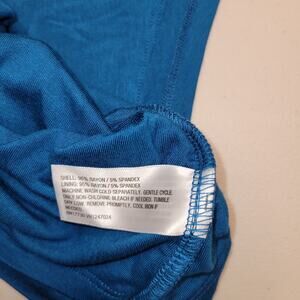 SHELL: 95% RAYON / 5% SPANDEX
LINING: 95% RAYON / 5% SPANDEX
MACHINE WASH COLD SEPARATELY, GENTLE CYCLE.
ONLY NON-CHLORINE BLEACH IF NEEDED. TUMBLE
DRY LOW. REMOVE PROMPTLY. COOL IRON IF
NEEDED.